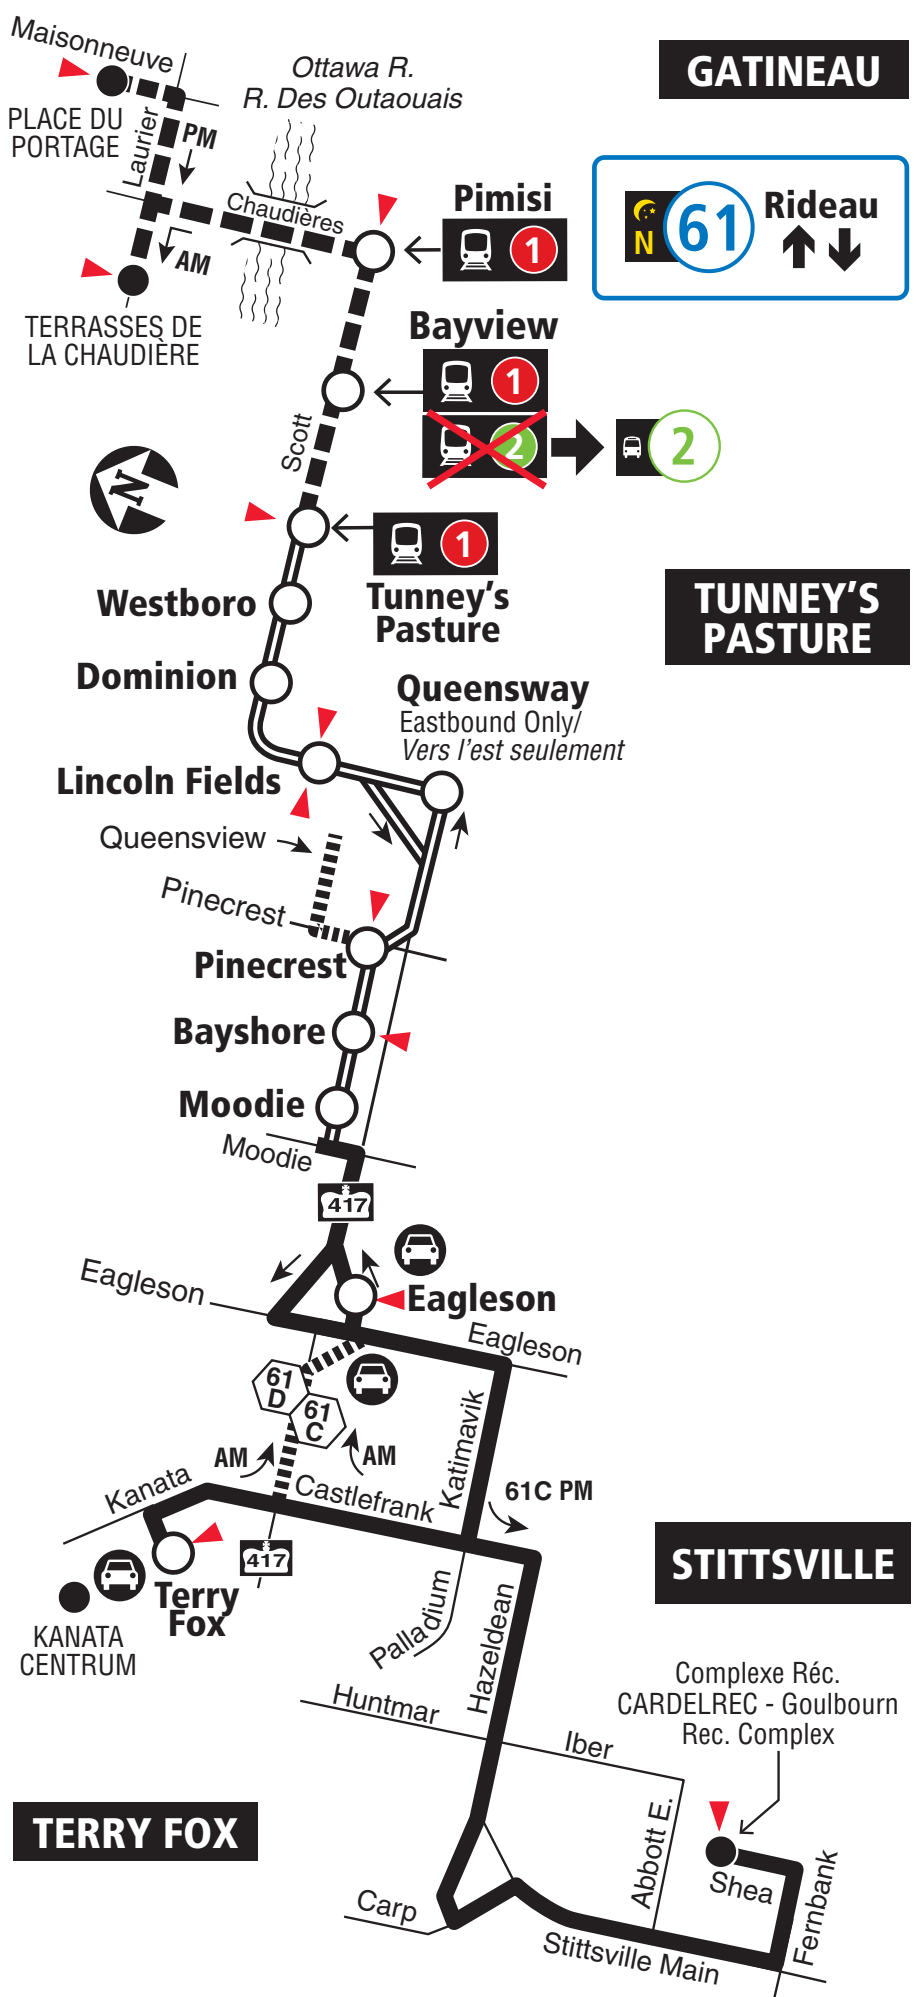 Maisonneuve
Ottawa R.
R. Des Outaouais
GATINEAU
PLACE DU
PORTAGE
Laurier
PM
Chaudières
Pimisi
1
N
61
Rideau
AM
TERRASSES DE
LA CHAUDIÈRE
Bayview
1
2
2
Scott
N
1
Tunney's
Pasture
Westboro
TUNNEY'S
PASTURE
Dominion
Queensway
Eastbound Only/
Vers l'est seulement
Lincoln Fields
Queensview
Pinecrest
Pinecrest
Bayshore
Moodie
Moodie
417
Eagleson
Eagleson
Eagleson
61
D
61
C
AM
AM
Katimavik
Kanata
Castlefrank
61C PM
417
Terry
Fox
KANATA
CENTRUM
Palladium
Hazeldean
STITTSVILLE
Complexe Réc.
CARDELREC - Goulbourn
Rec. Complex
Huntmar
Iber
TERRY FOX
Abbott E.
Shea
Fernbank
Carp
Stittsville Main